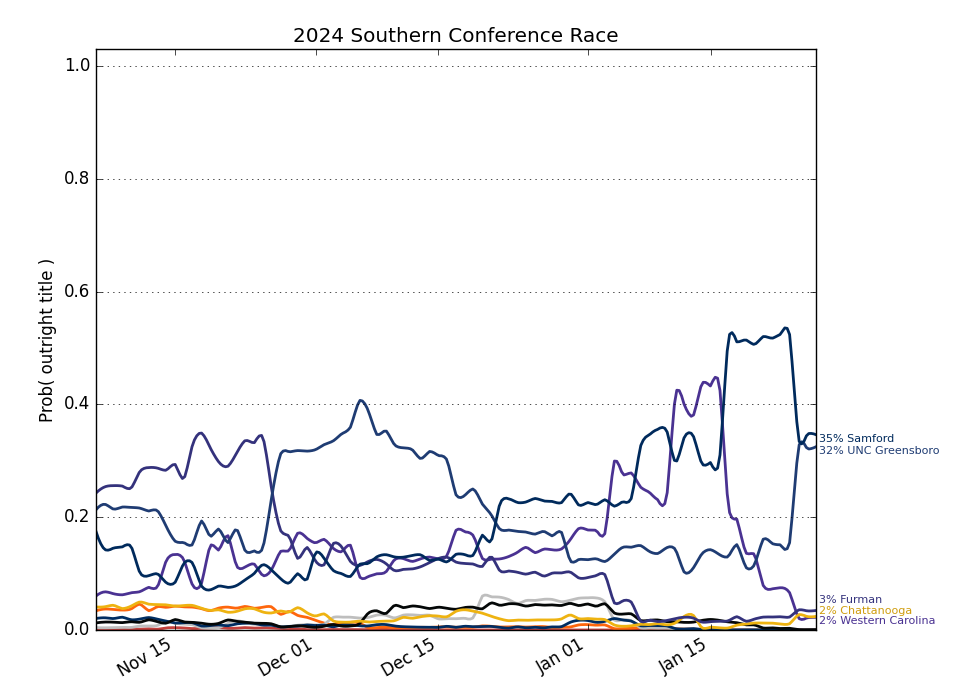 2024 Southern Conference Race
Prob( outright title )
1.0
0.8
0.6
0.4
0.2
0.0
35% Samford
32% UNC Greensboro
3% Furman
2% Chattanooga
2% Western Carolina
Nov 15
Dec 01
Dec 15
Jan 01
Jan 15